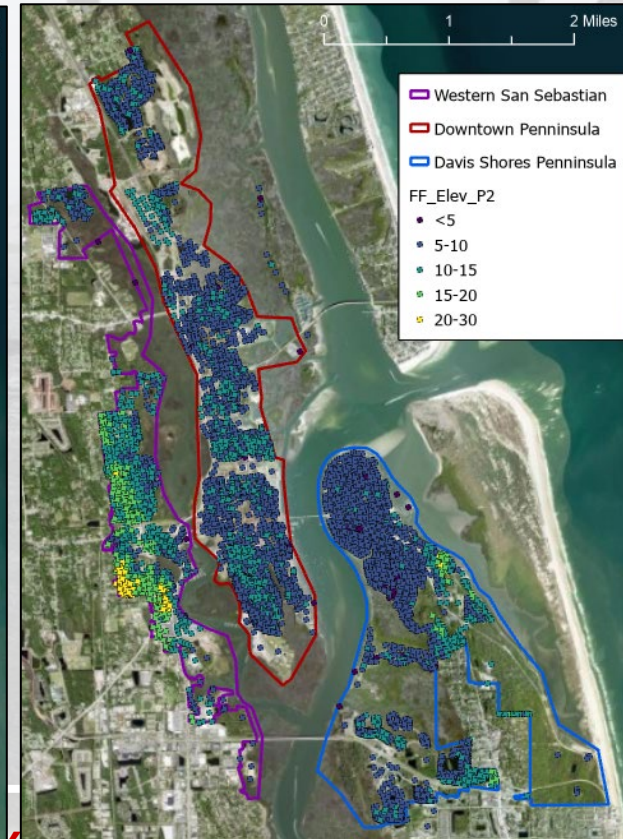 0 1 2 Miles
Western San Sebastian
Downtown Penninsula
Davis Shores Penninsula
FF_Elev_P2
<5
5-10
10-15
15-20
20-30